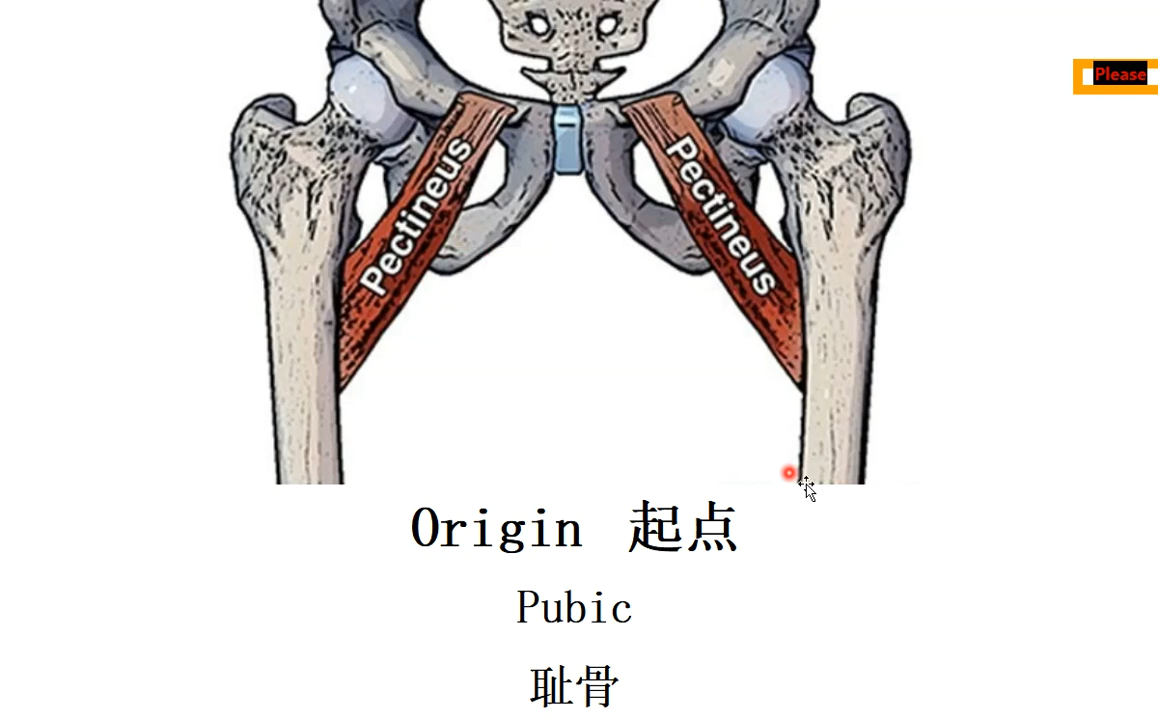 Please
Pectineus
Pectineus
Origin 起点
Pubic
耻骨